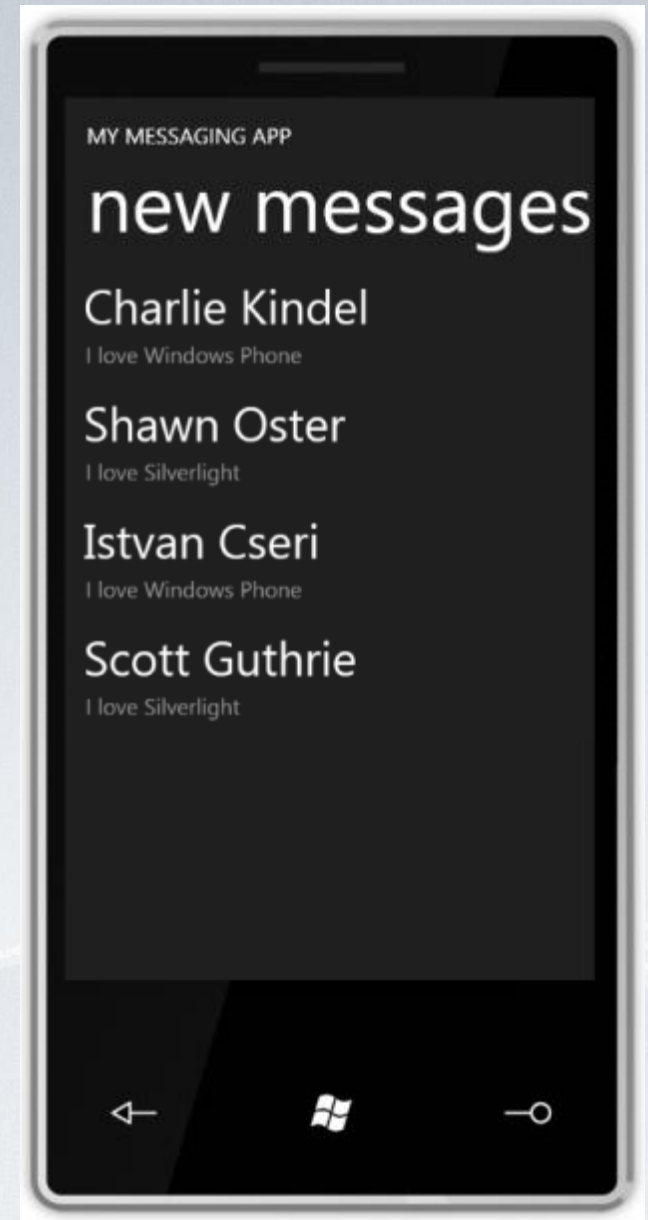 MY MESSAGING APP
new messages
Charlie Kindel
I love Windows Phone
Shawn Oster
I love Silverlight
Istvan Cseri
I love Windows Phone
Scott Guthrie
I love Silverlight